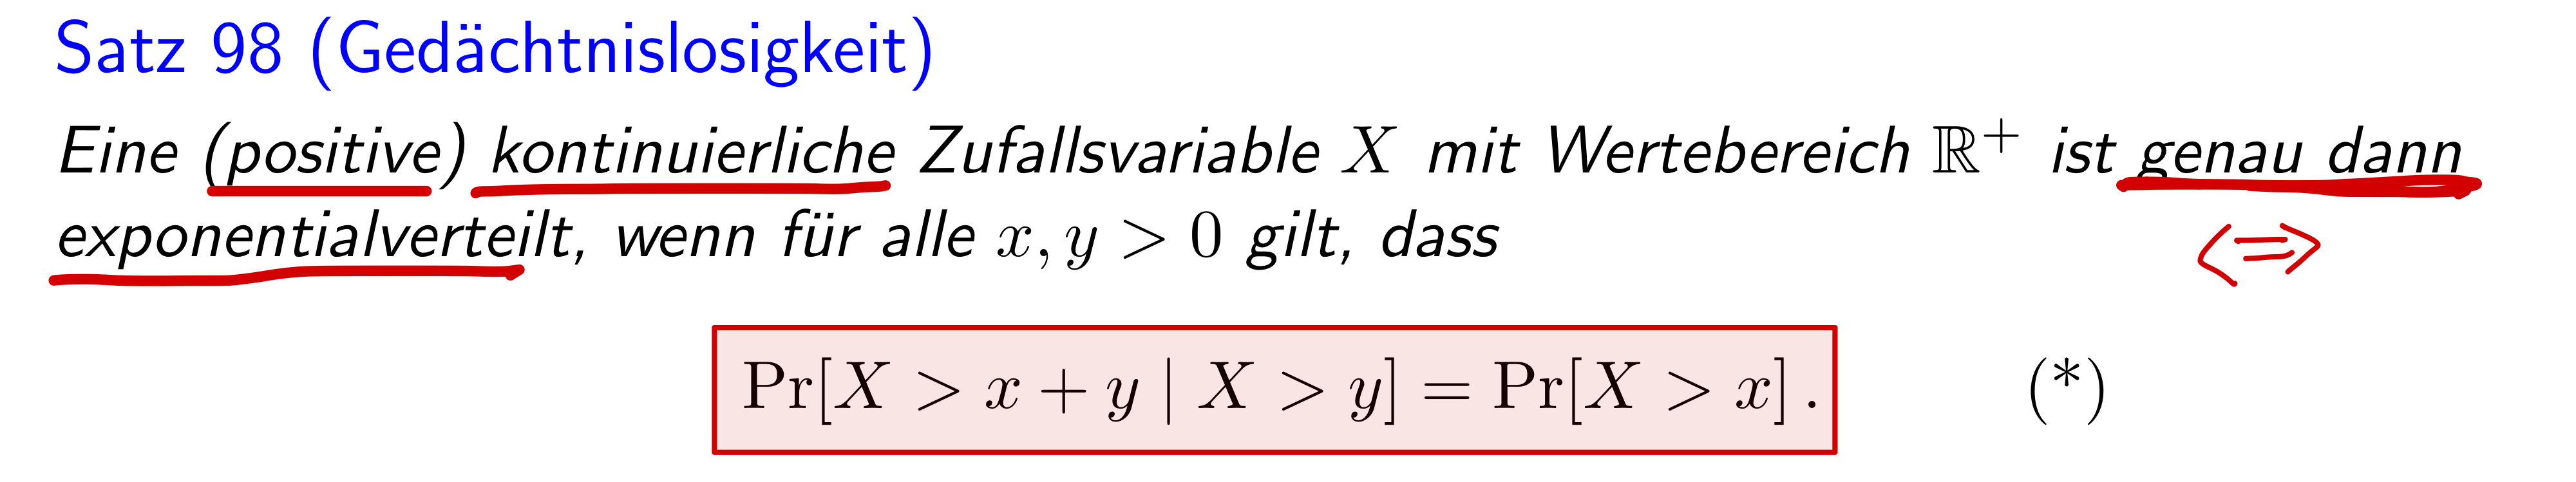 Satz 98 (Gedächtnislosigkeit)
Eine (positive) kontinuierliche Zufallsvariable X mit Wertebereich ℝ⁺ ist genau dann
exponentialverteilt, wenn für alle x, y > 0 gilt, dass
⟺
Pr[X > x + y | X > y] = Pr[X > x] . (*)